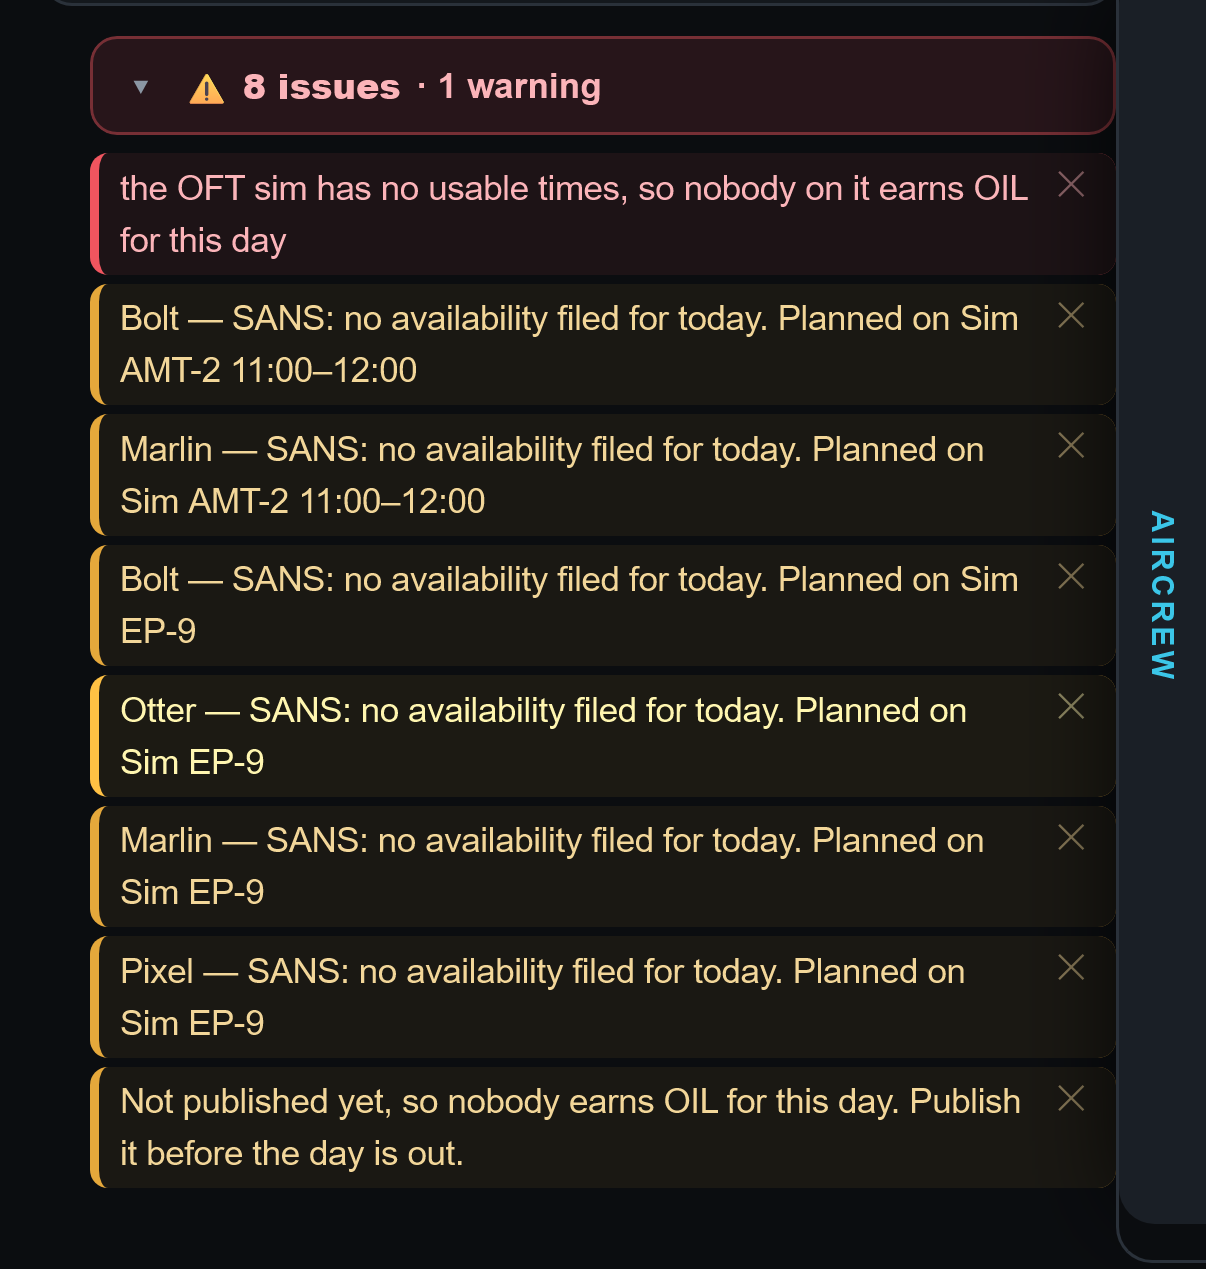 8 issues · 1 warning
the OFT sim has no usable times, so nobody on it earns OIL
for this day
Bolt — SANS: no availability filed for today. Planned on Sim
AMT-2 11:00–12:00
Marlin — SANS: no availability filed for today. Planned on
Sim AMT-2 11:00–12:00
Bolt — SANS: no availability filed for today. Planned on Sim
EP-9
Otter — SANS: no availability filed for today. Planned on
Sim EP-9
Marlin — SANS: no availability filed for today. Planned on
Sim EP-9
Pixel — SANS: no availability filed for today. Planned on
Sim EP-9
Not published yet, so nobody earns OIL for this day. Publish
it before the day is out.
AIRCREW